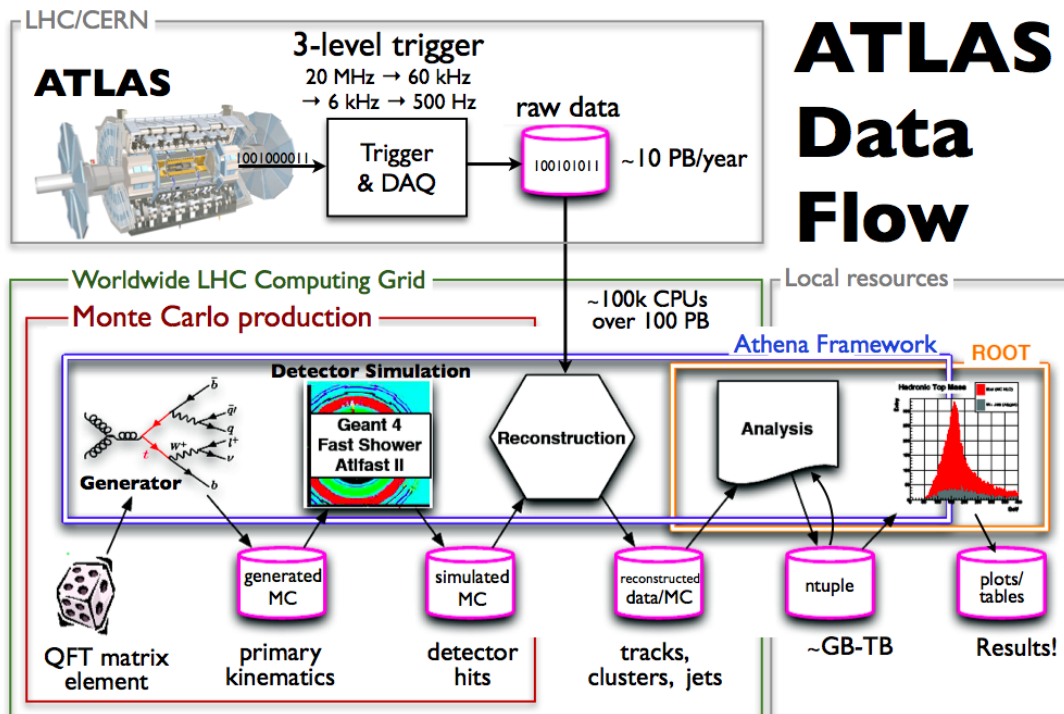 LHC/CERN
ATLAS
Data
Flow
3-level trigger
20 MHz → 60 kHz
→ 6 kHz → 500 Hz
ATLAS
1001000011
Trigger
& DAQ
raw data
100101011
~10 PB/year
Worldwide LHC Computing Grid
Local resources
~100k CPUs
over 100 PB
Monte Carlo production
Athena Framework
ROOT
Detector Simulation
Geant 4
Fast Shower
Atlfast II
Reconstruction
Analysis
Hadronic Top Mass
GeV
b̄
q̄′
q
l⁺
ν
W⁺
t
b
Generator
generated
MC
simulated
MC
reconstructed
data/MC
ntuple
plots/
tables
QFT matrix
element
primary
kinematics
detector
hits
tracks,
clusters, jets
~GB-TB
Results!